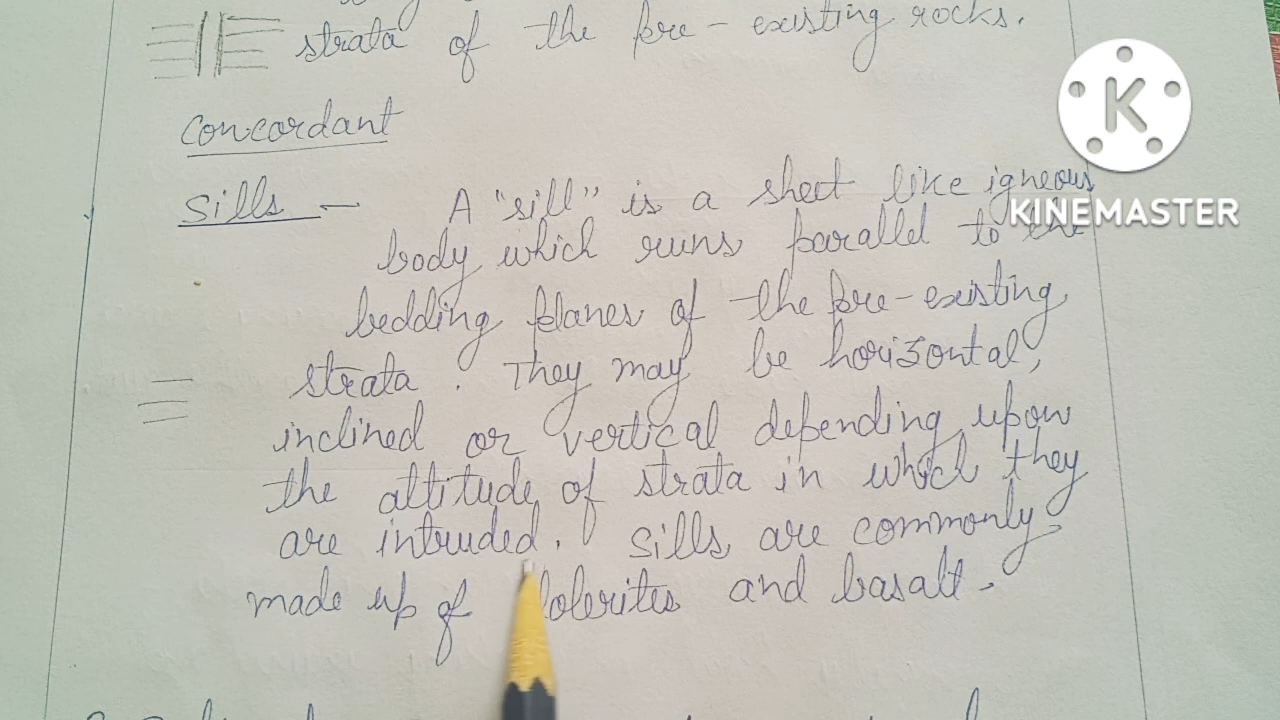 strata of the pre-existing rocks.
Concordant
Sills — A "sill" is a sheet like igneous
body which runs parallel to the
bedding planes of the pre-existing
strata. They may be horizontal,
inclined or vertical depending upon
the altitude of strata in which they
are intruded. Sills are commonly
made up of dolerites and basalt.
K
KINEMASTER